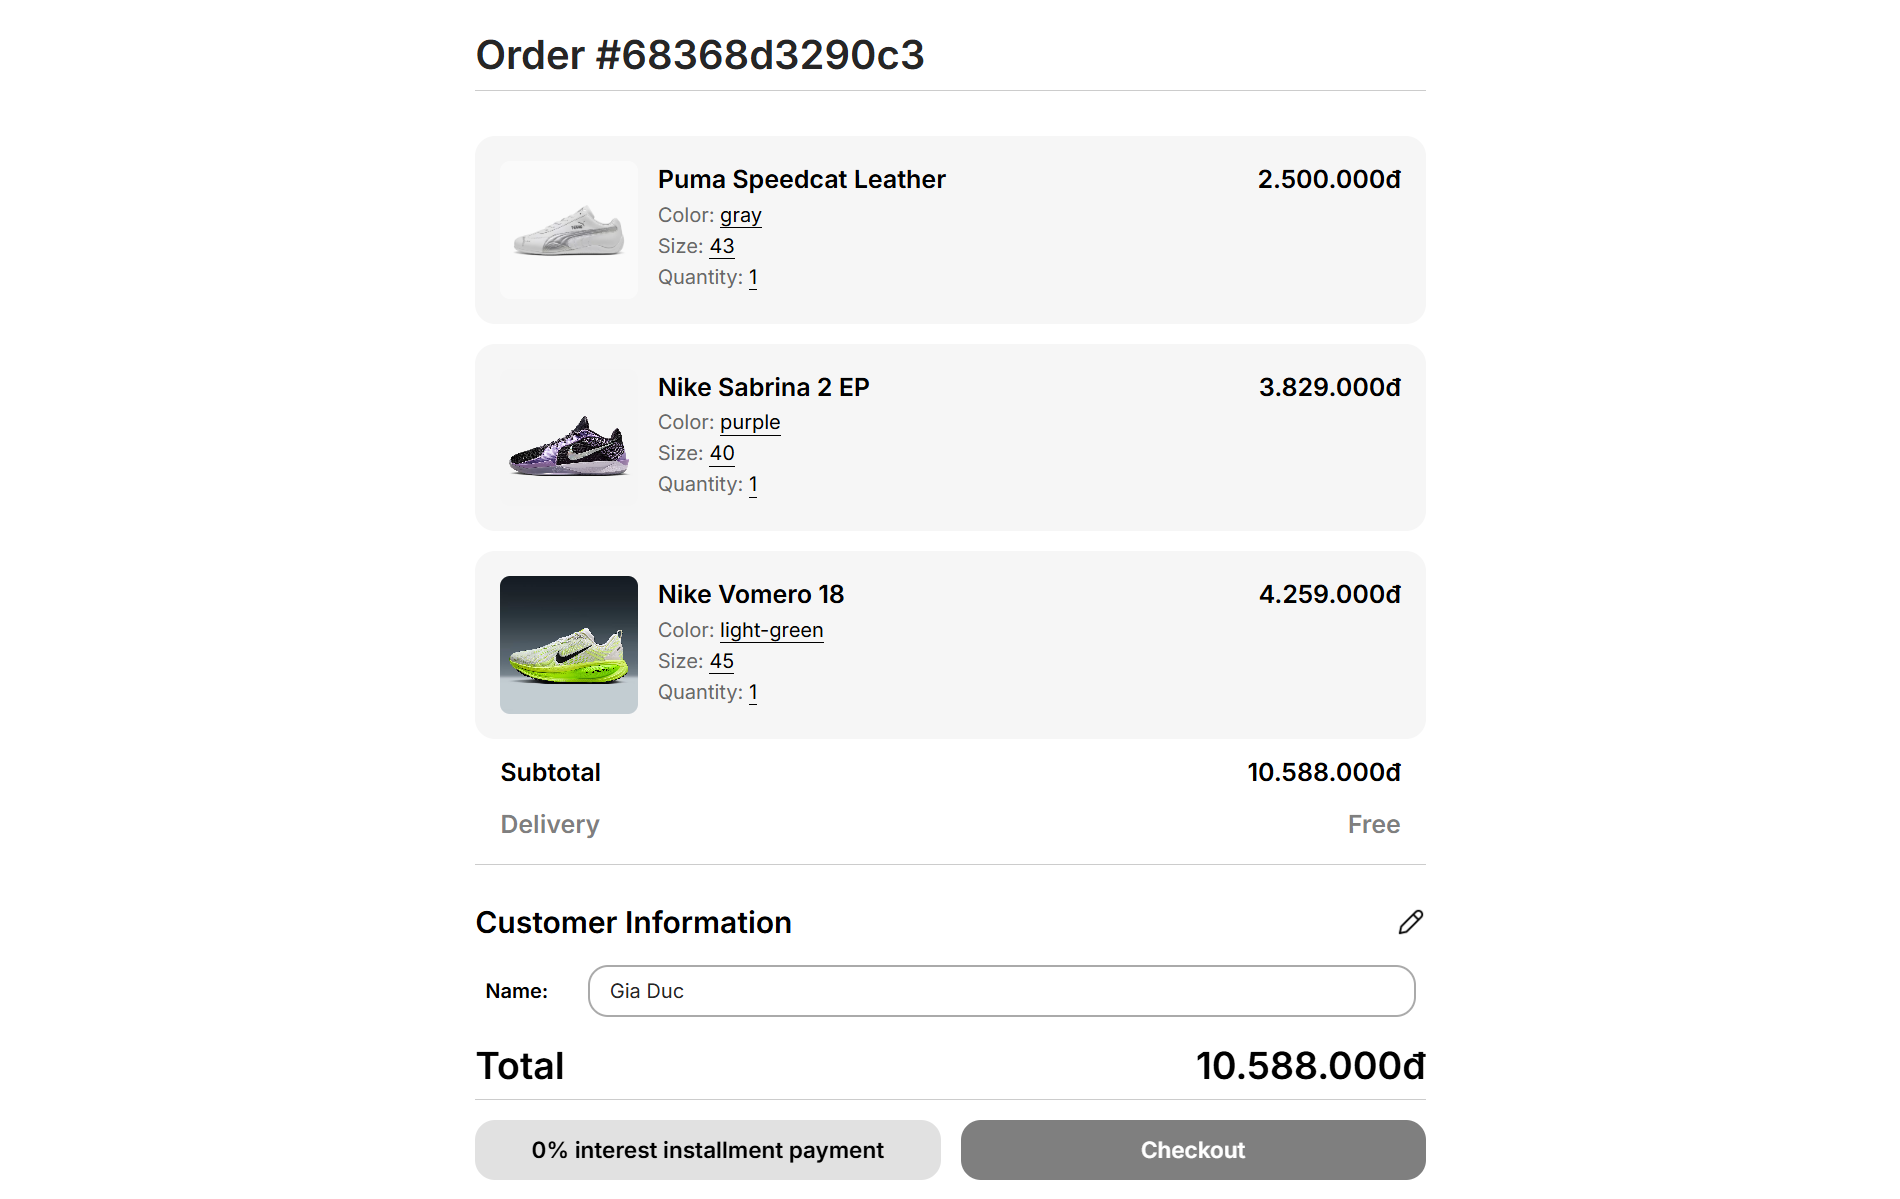 Order #68368d3290c3
Puma Speedcat Leather 2.500.000đ
Color: gray
Size: 43
Quantity: 1
Nike Sabrina 2 EP 3.829.000đ
Color: purple
Size: 40
Quantity: 1
Nike Vomero 18 4.259.000đ
Color: light-green
Size: 45
Quantity: 1
Subtotal 10.588.000đ
Delivery Free
Customer Information
Name: Gia Duc
Total 10.588.000đ
0% interest installment payment Checkout